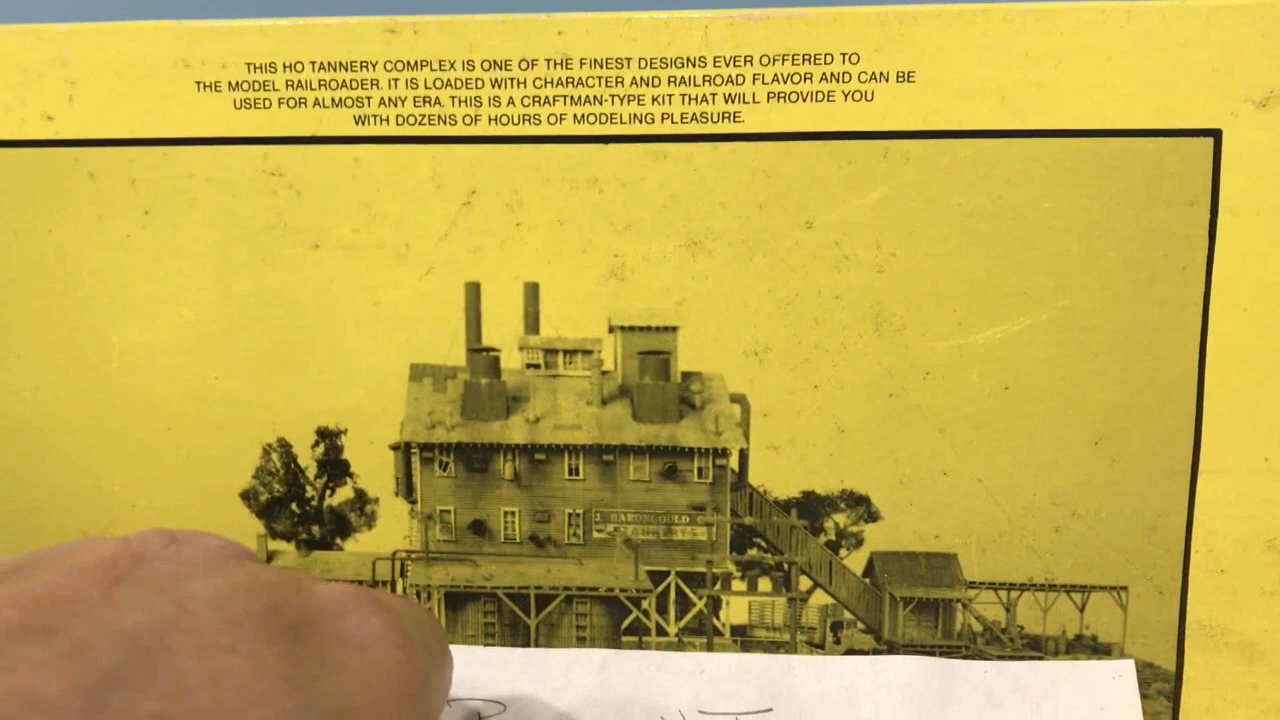 THIS HO TANNERY COMPLEX IS ONE OF THE FINEST DESIGNS EVER OFFERED TO
THE MODEL RAILROADER. IT IS LOADED WITH CHARACTER AND RAILROAD FLAVOR AND CAN BE
USED FOR ALMOST ANY ERA. THIS IS A CRAFTMAN-TYPE KIT THAT WILL PROVIDE YOU
WITH DOZENS OF HOURS OF MODELING PLEASURE.
J. BARONGOULD